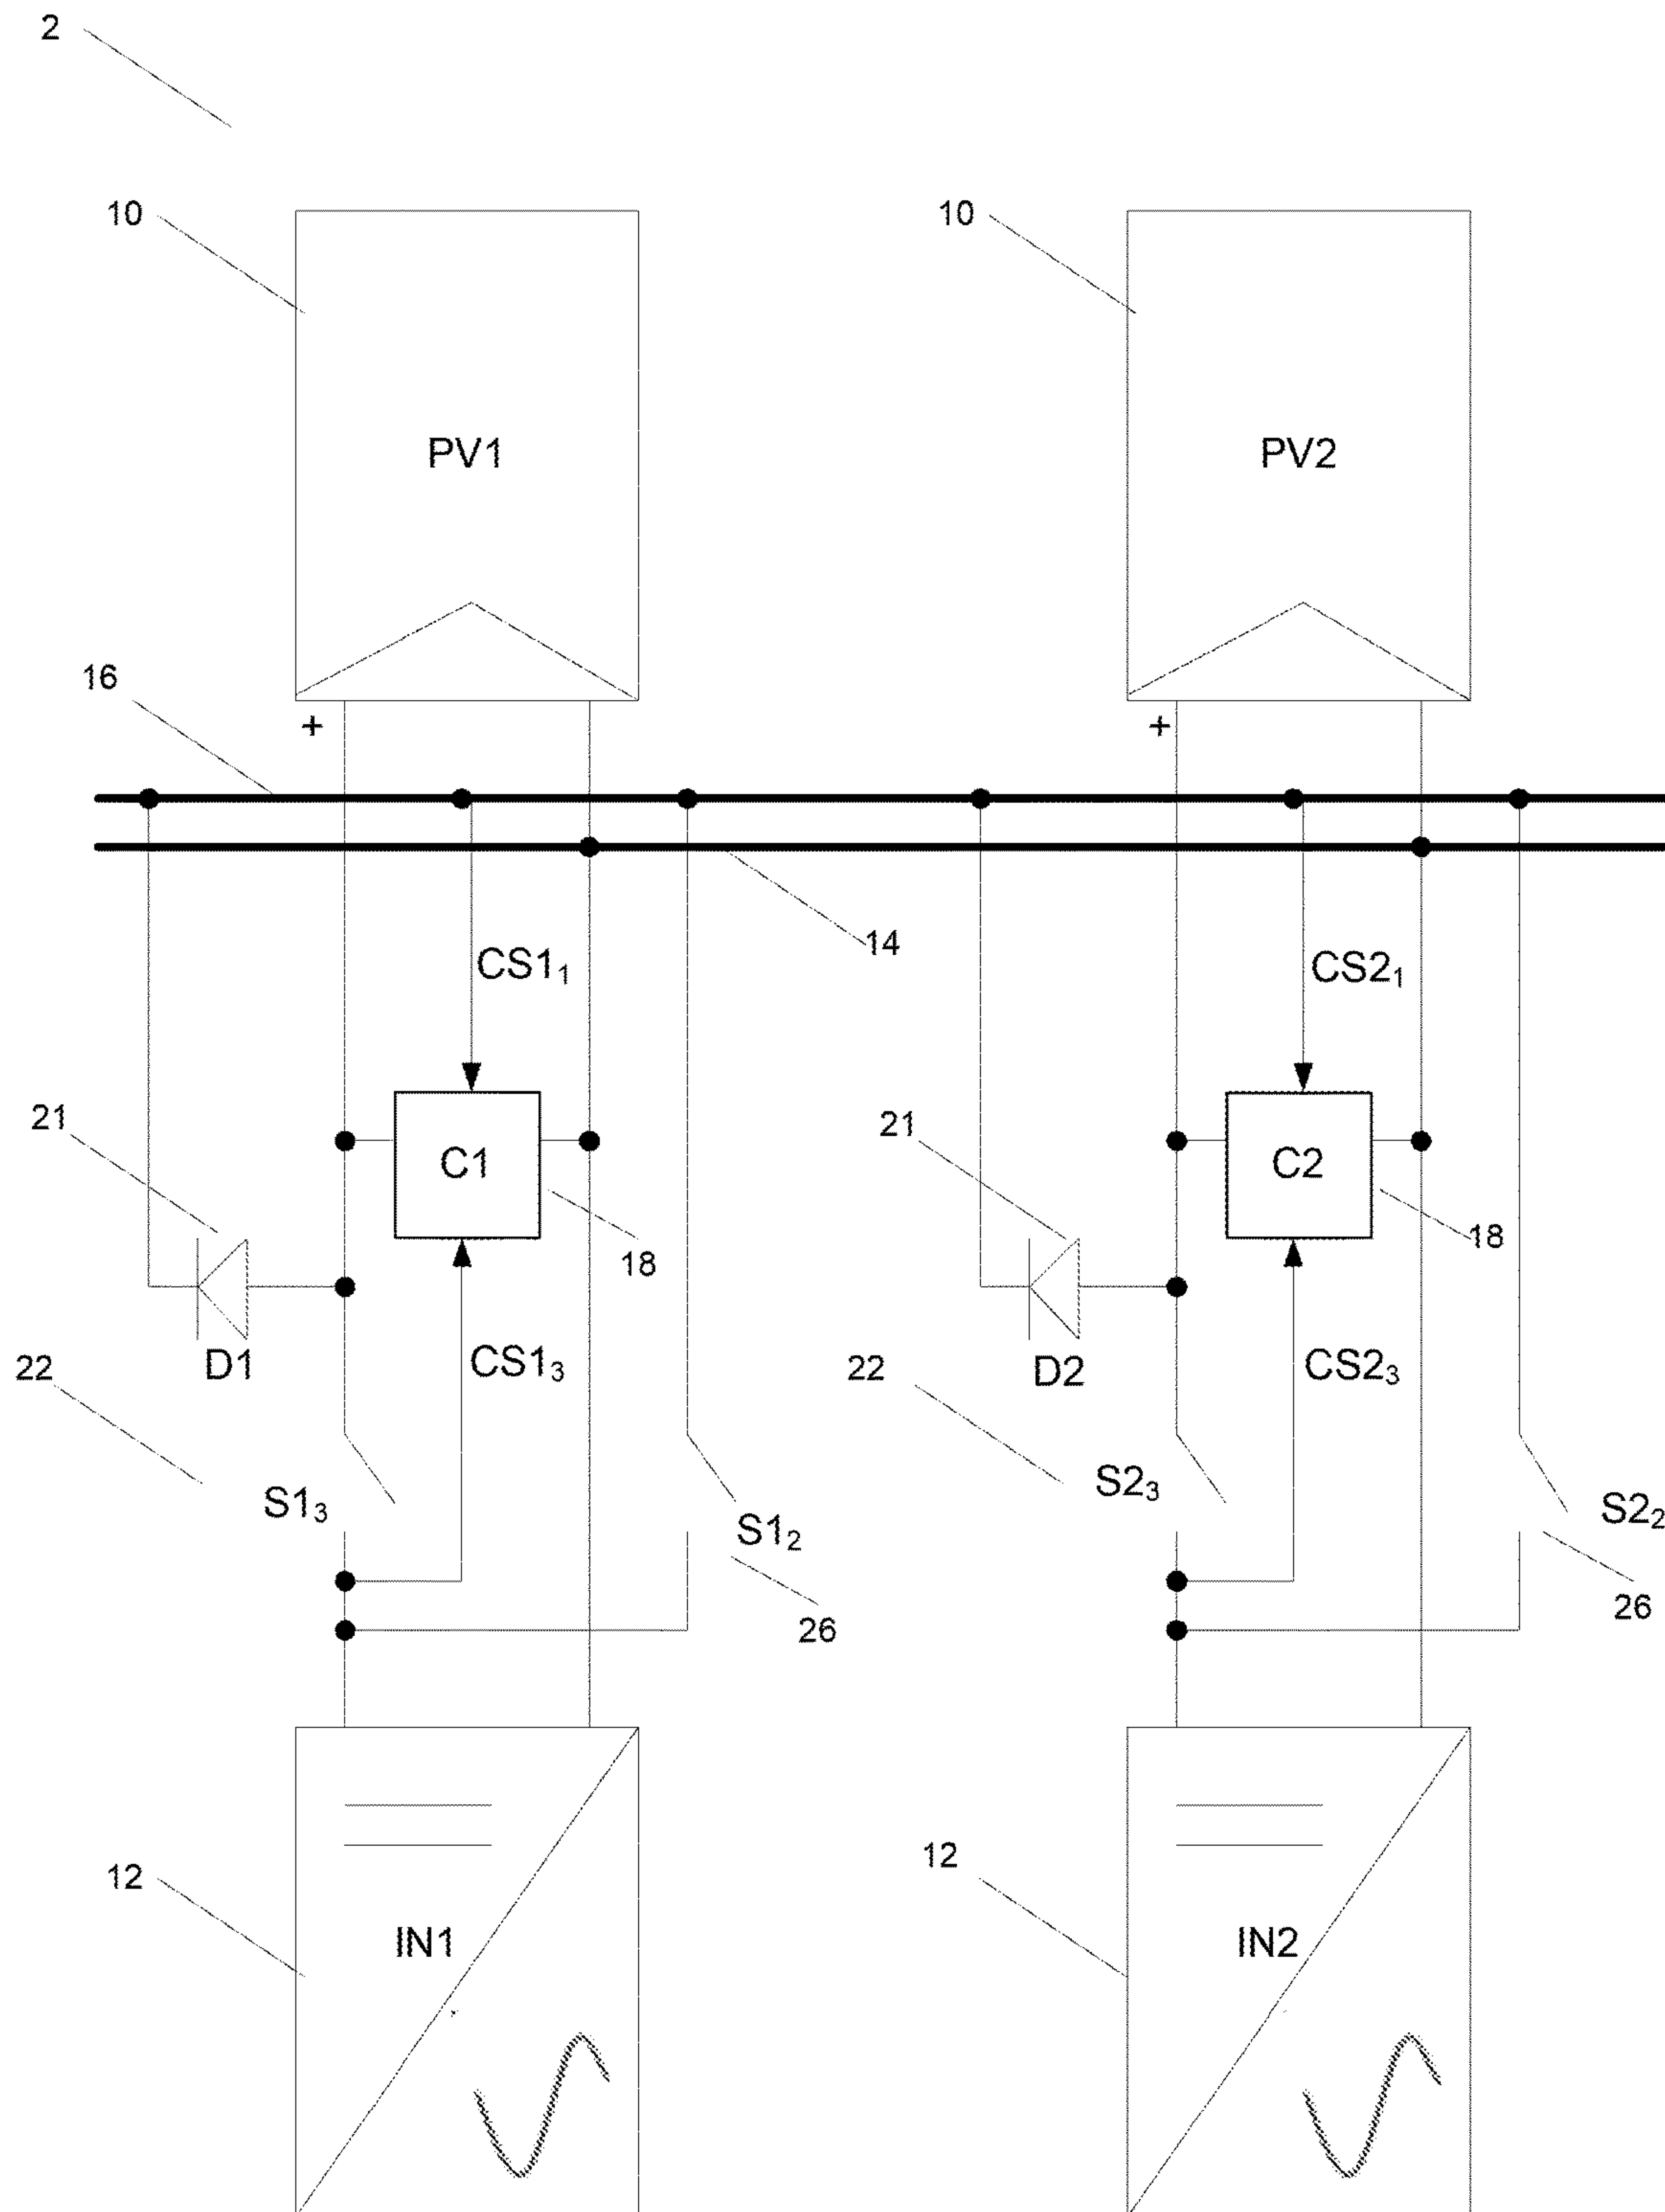 2
10 10
PV1 PV2
16
+ +
14
CS1₁ CS2₁
21 21
C1 C2
18 18
D1 CS1₃ D2 CS2₃
22 22
S1₃ S2₃
S1₂ S2₂
26 26
12 12
IN1 IN2